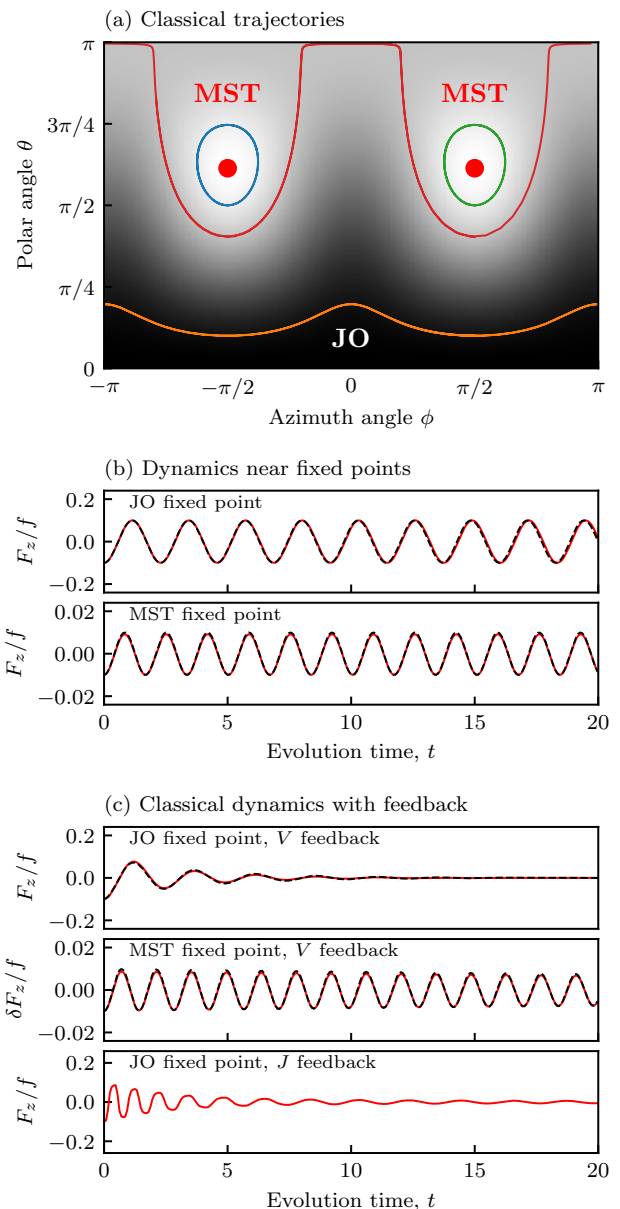 (a) Classical trajectories
π
3π/4
π/2
π/4
0
Polar angle θ
MST
MST
JO
−π
−π/2
0
π/2
π
Azimuth angle ϕ
(b) Dynamics near fixed points
JO fixed point
0.2
0.0
−0.2
F_z/f
MST fixed point
0.02
0.00
−0.02
F_z/f
0
5
10
15
20
Evolution time, t
(c) Classical dynamics with feedback
JO fixed point, V feedback
0.2
0.0
−0.2
F_z/f
MST fixed point, V feedback
0.02
0.00
−0.02
δF_z/f
JO fixed point, J feedback
0.2
0.0
−0.2
F_z/f
0
5
10
15
20
Evolution time, t